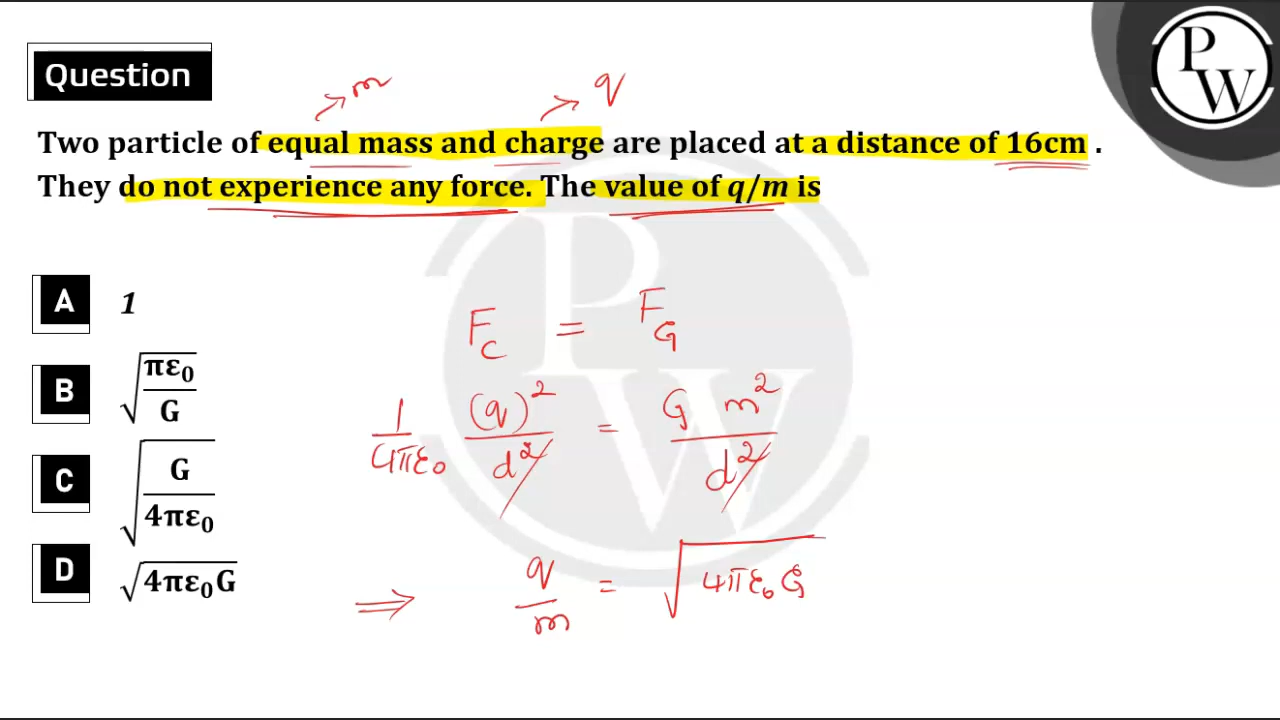 PW
Question
m
q
Two particle of equal mass and charge are placed at a distance of 16cm .
They do not experience any force. The value of q/m is
A 1
B √(πε₀/G)
C √(G/4πε₀)
D √(4πε₀G)
F_C = F_G
1/4πε₀ (q)²/d² = G m²/d²
⇒ q/m = √(4πε₀G)